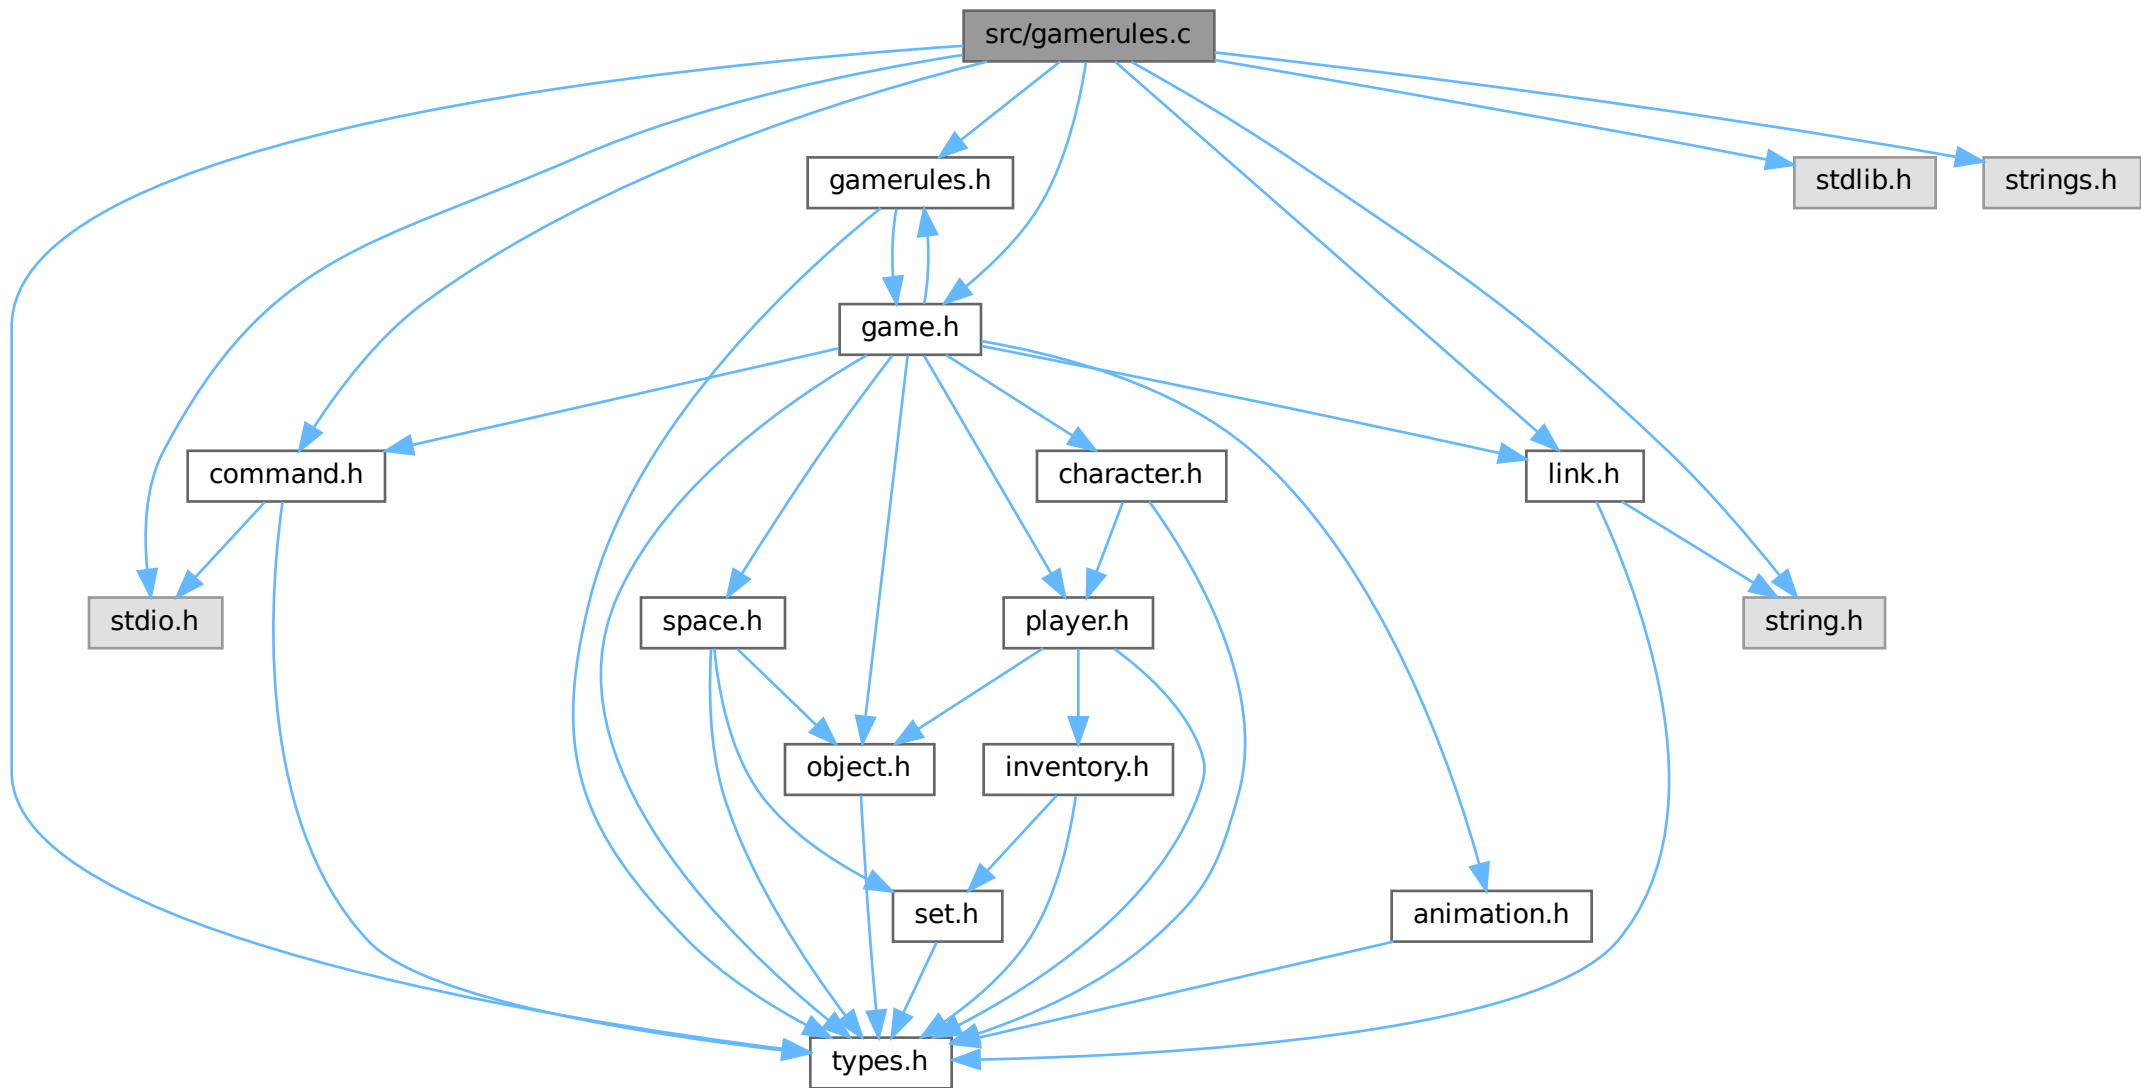 src/gamerules.c
gamerules.h
stdlib.h
strings.h
game.h
command.h
character.h
link.h
stdio.h
space.h
player.h
string.h
object.h
inventory.h
set.h
animation.h
types.h